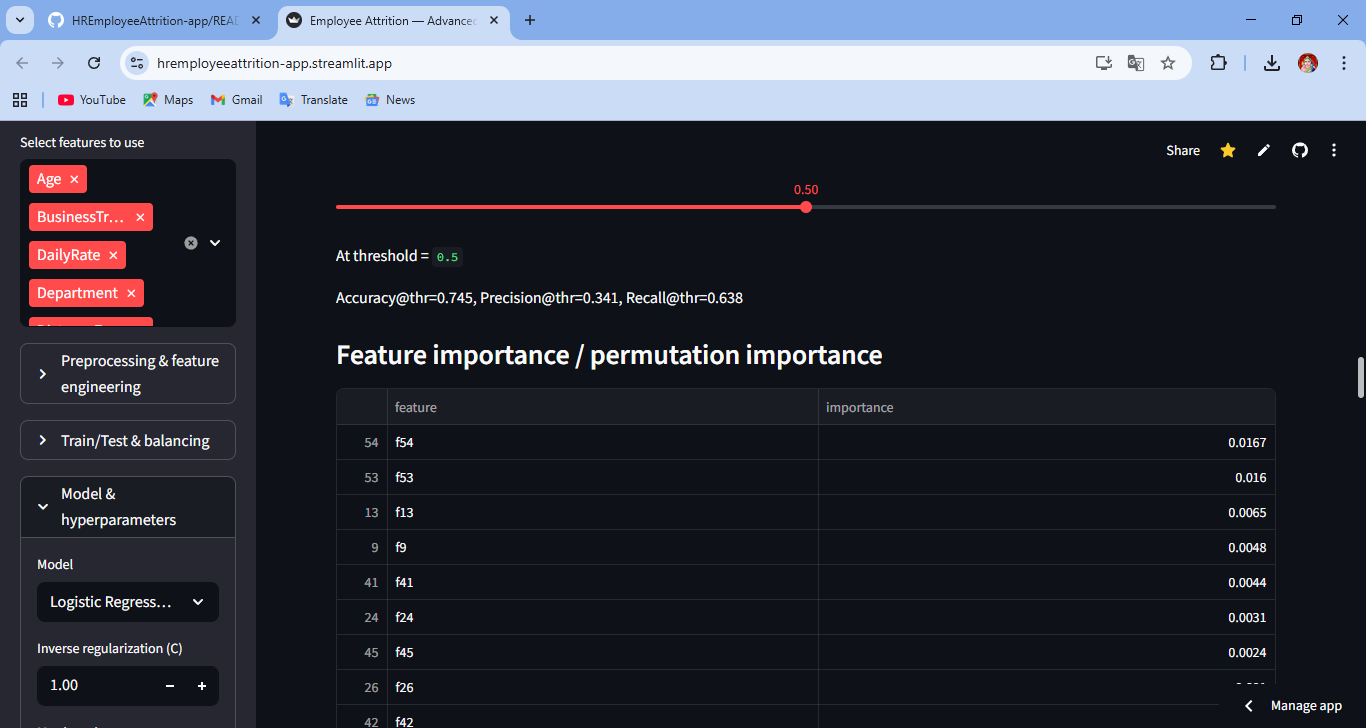 HREmployeeAttrition-app/READ
Employee Attrition — Advanced
hremployeeattrition-app.streamlit.app
YouTube
Maps
Gmail
Translate
News
Select features to use
Age
BusinessTr...
DailyRate
Department
Preprocessing & feature
engineering
Train/Test & balancing
Model &
hyperparameters
Model
Logistic Regress...
Inverse regularization (C)
1.00
Share
0.50
At threshold = 0.5
Accuracy@thr=0.745, Precision@thr=0.341, Recall@thr=0.638
Feature importance / permutation importance
feature importance
54 f54 0.0167
53 f53 0.016
13 f13 0.0065
9 f9 0.0048
41 f41 0.0044
24 f24 0.0031
45 f45 0.0024
26 f26
42 f42
Manage app